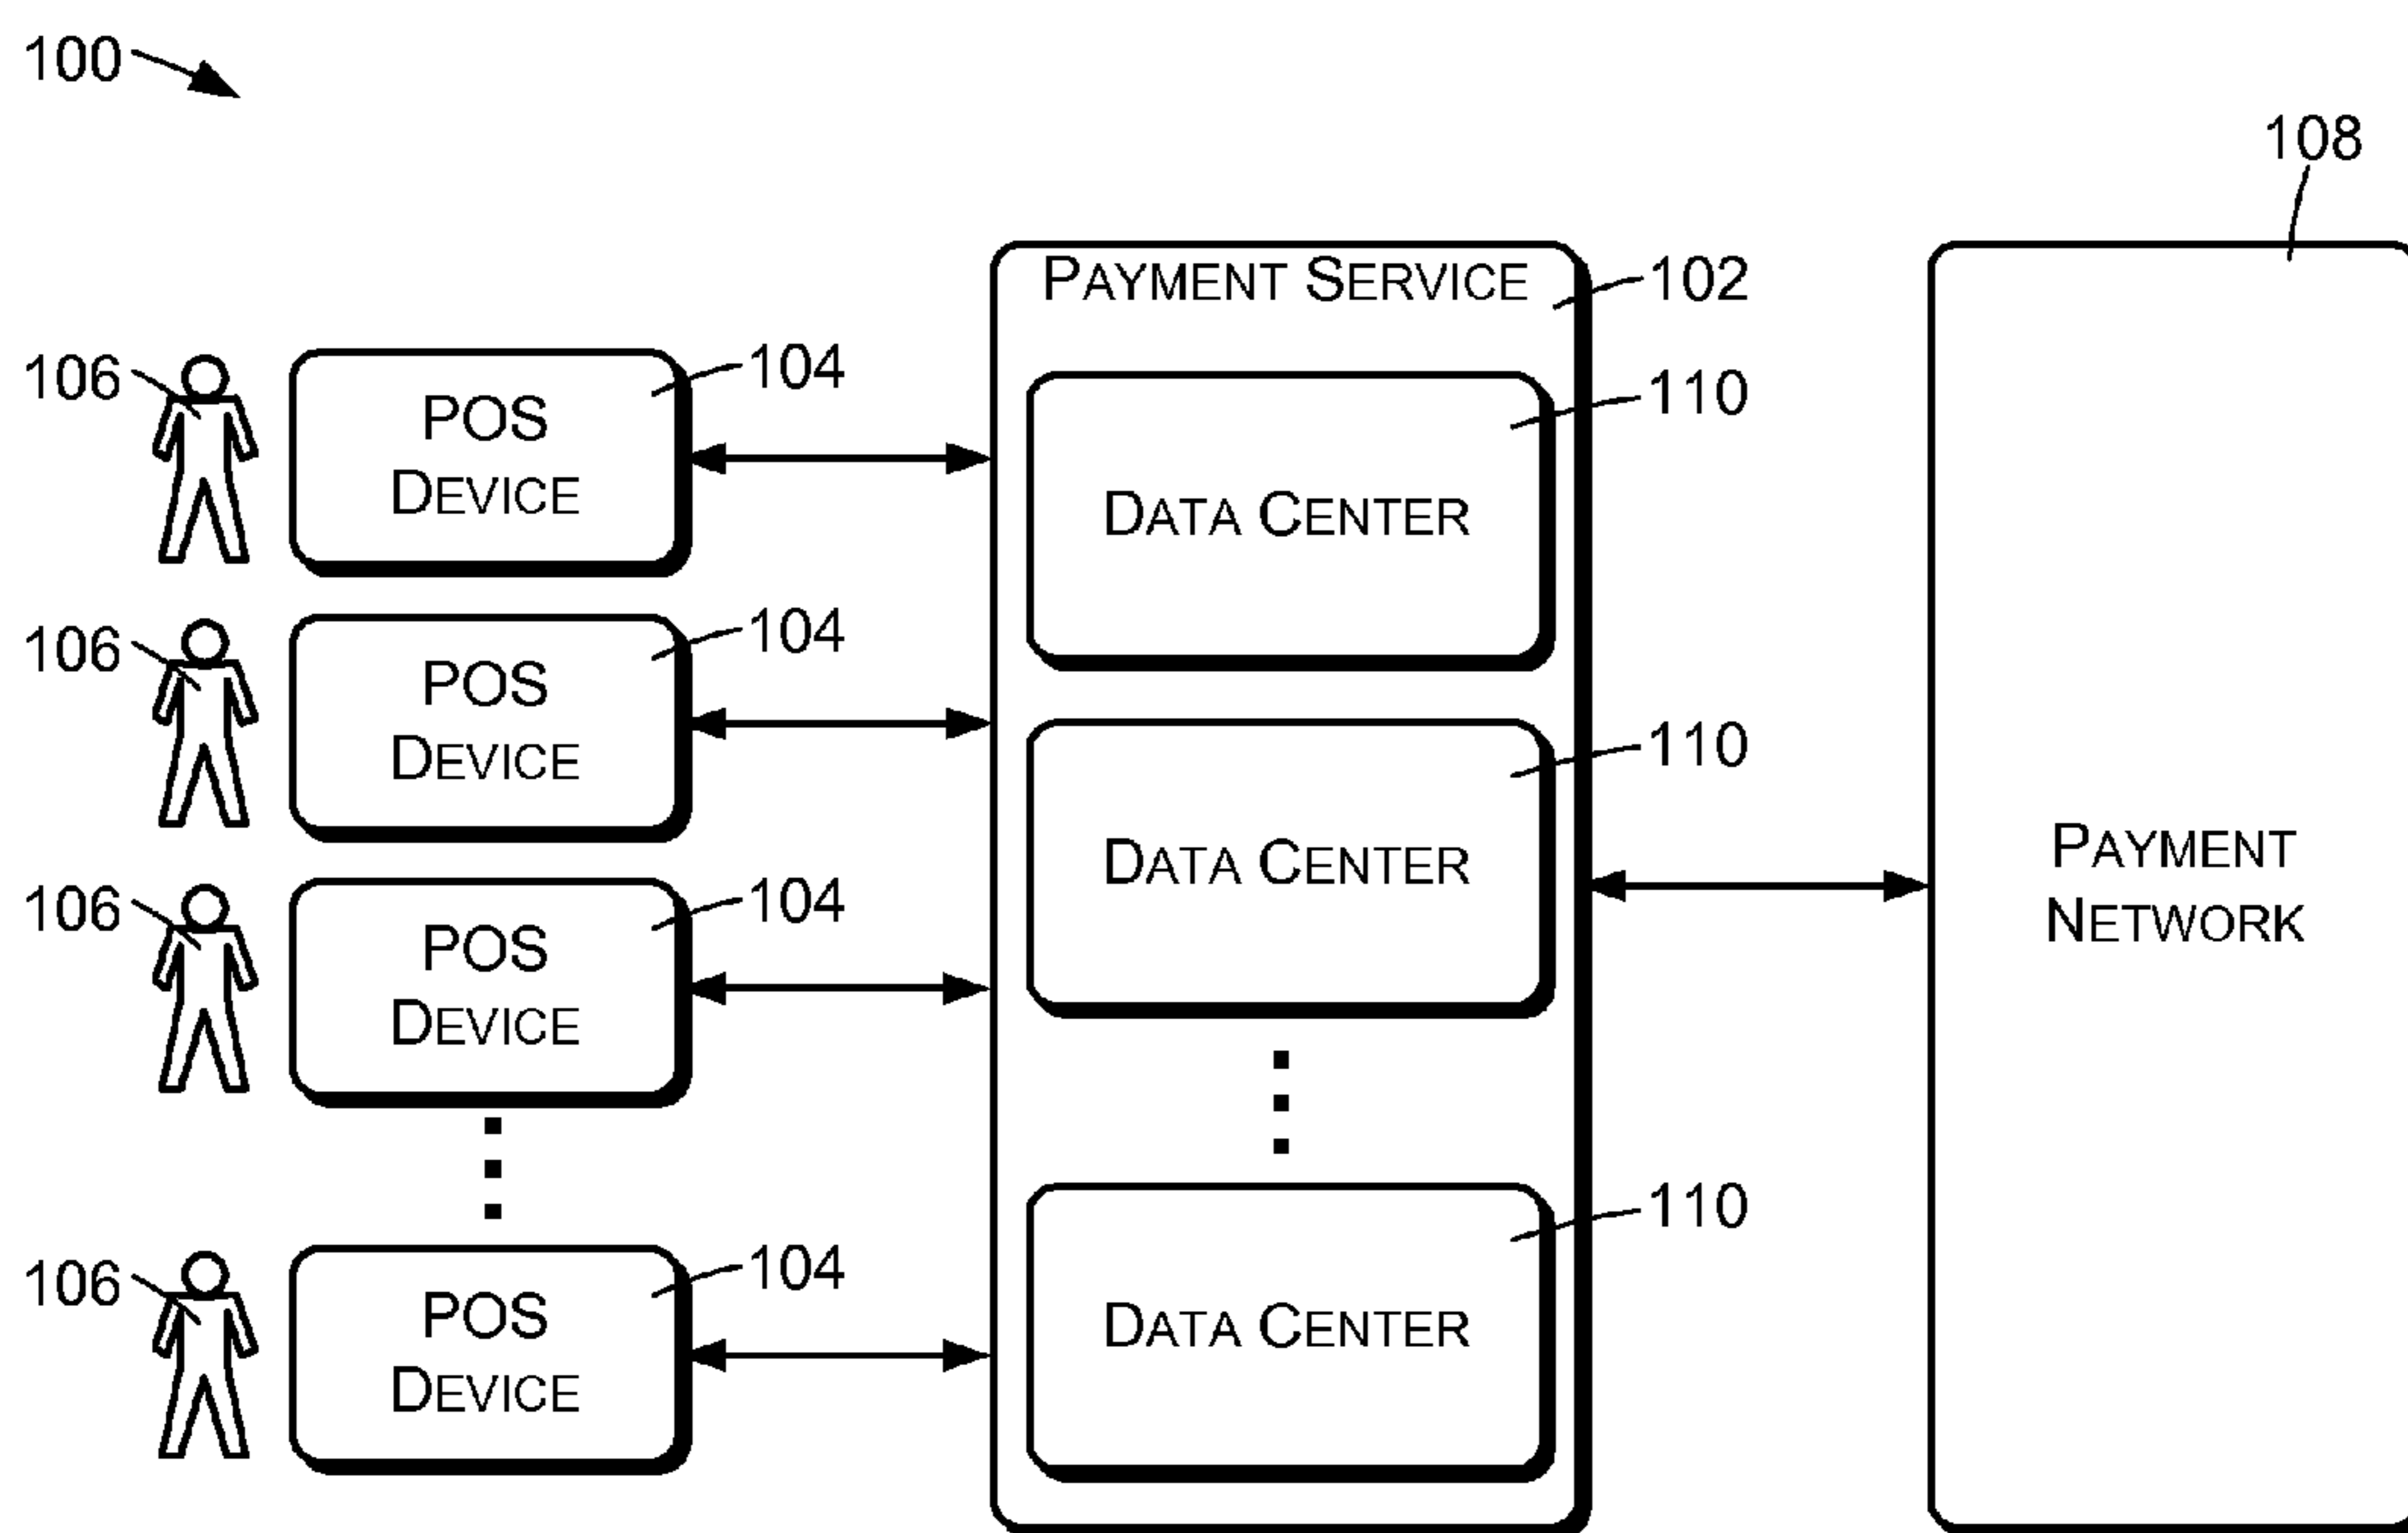 100
108
PAYMENT SERVICE
102
106
POS
DEVICE
104
DATA CENTER
110
106
POS
DEVICE
104
DATA CENTER
110
106
POS
DEVICE
104
106
POS
DEVICE
104
DATA CENTER
110
PAYMENT
NETWORK